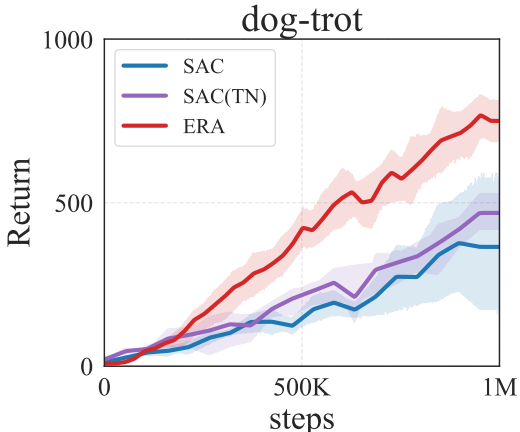 dog-trot
1000
SAC
SAC(TN)
ERA
Return
500
0
0
500K
1M
steps